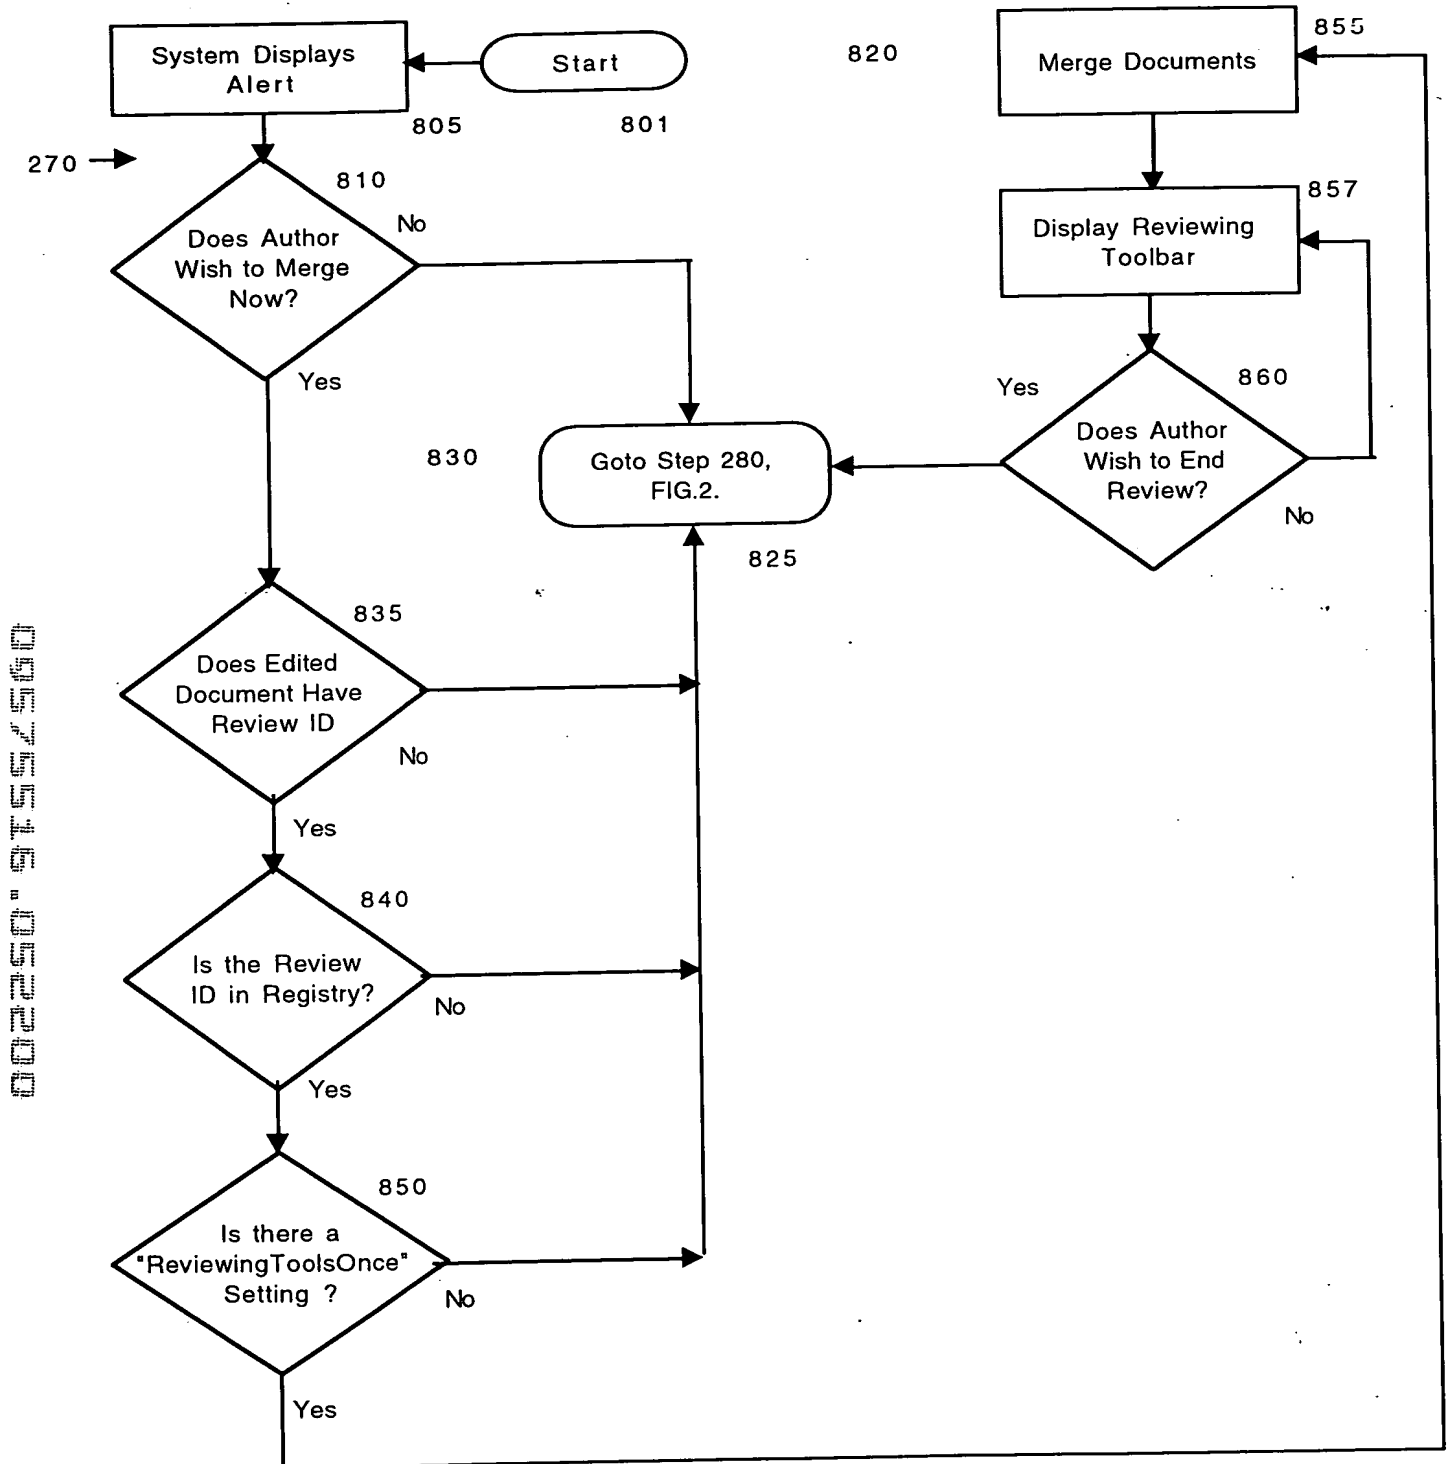 System Displays
Alert
Start
820
Merge Documents
855
805
801
270
810
No
Does Author
Wish to Merge
Now?
Yes
857
Display Reviewing
Toolbar
860
Yes
Does Author
Wish to End
Review?
No
830
Goto Step 280,
FIG.2.
825
835
Does Edited
Document Have
Review ID
No
Yes
840
Is the Review
ID in Registry?
No
Yes
850
Is there a
"ReviewingToolsOnce"
Setting ?
No
Yes
09575516.052200